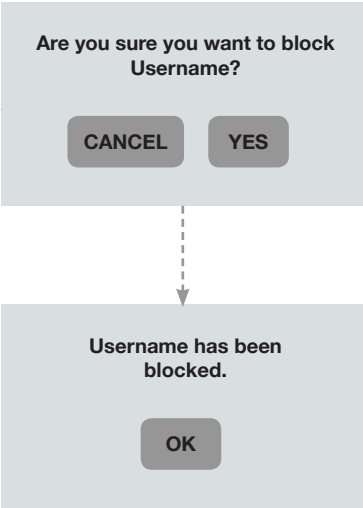 Are you sure you want to block
Username?
CANCEL YES
Username has been
blocked.
OK